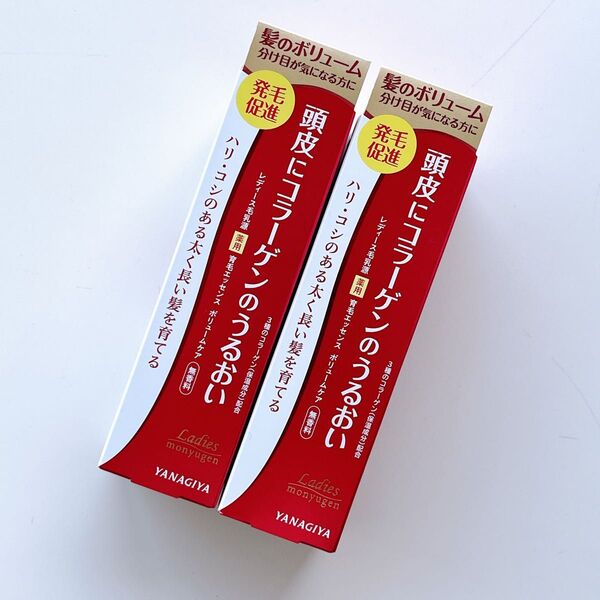 髪のボリューム
分け目が気になる方に
発毛
促進
頭皮にコラーゲンのうるおい
ハリ・コシのある太く長い髪を育てる
レディース毛乳源 薬用 育毛エッセンス ボリュームケア 無香料
3種のコラーゲン(保湿成分)配合
Ladies
monyugen
YANAGIYA
髪のボリューム
分け目が気になる方に
発毛
促進
頭皮にコラーゲンのうるおい
ハリ・コシのある太く長い髪を育てる
レディース毛乳源 薬用 育毛エッセンス ボリュームケア 無香料
3種のコラーゲン(保湿成分)配合
Ladies
monyugen
YANAGIYA